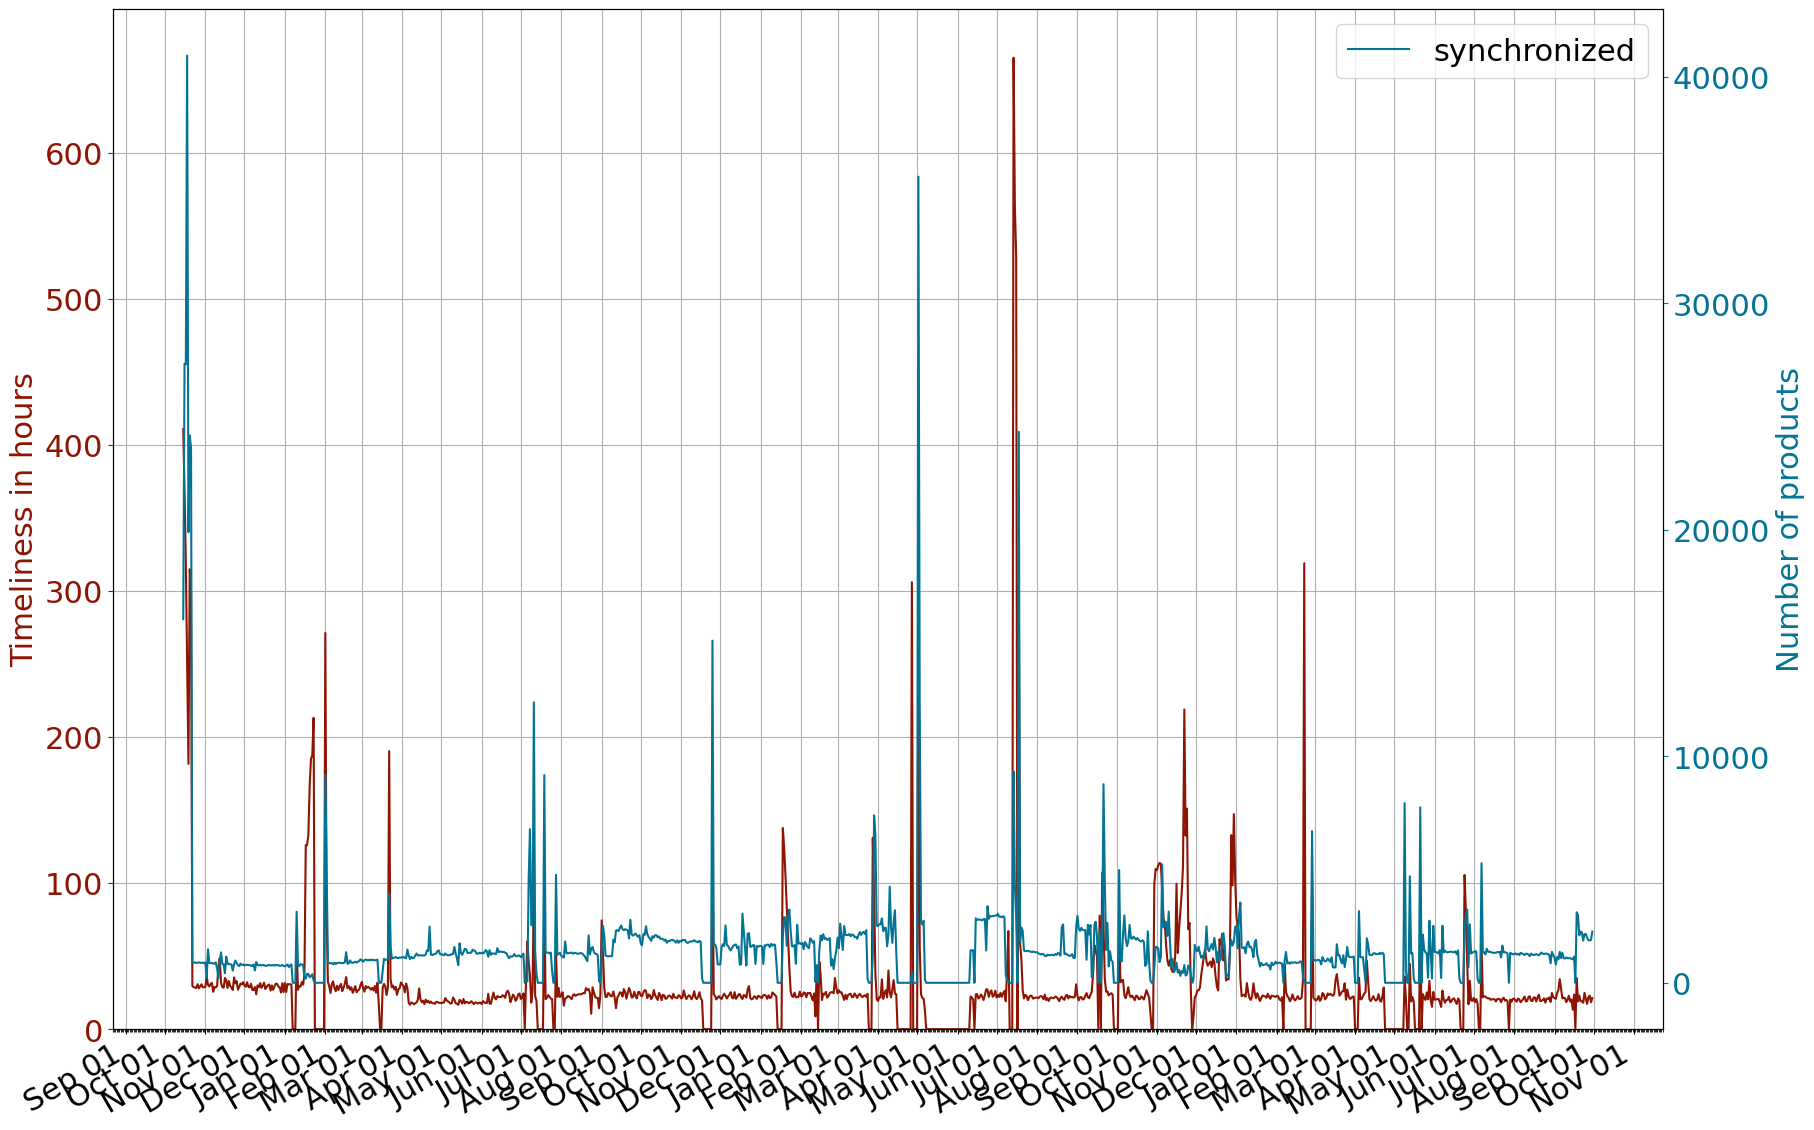 synchronized
Timeliness in hours
600
500
400
300
200
100
0
Number of products
40000
30000
20000
10000
0
Sep 01
Oct 01
Nov 01
Dec 01
Jan 01
Feb 01
Mar 01
Apr 01
May 01
Jun 01
Jul 01
Aug 01
Sep 01
Oct 01
Nov 01
Dec 01
Jan 01
Feb 01
Mar 01
Apr 01
May 01
Jun 01
Jul 01
Aug 01
Sep 01
Oct 01
Nov 01
Dec 01
Jan 01
Feb 01
Mar 01
Apr 01
May 01
Jun 01
Jul 01
Aug 01
Sep 01
Oct 01
Nov 01